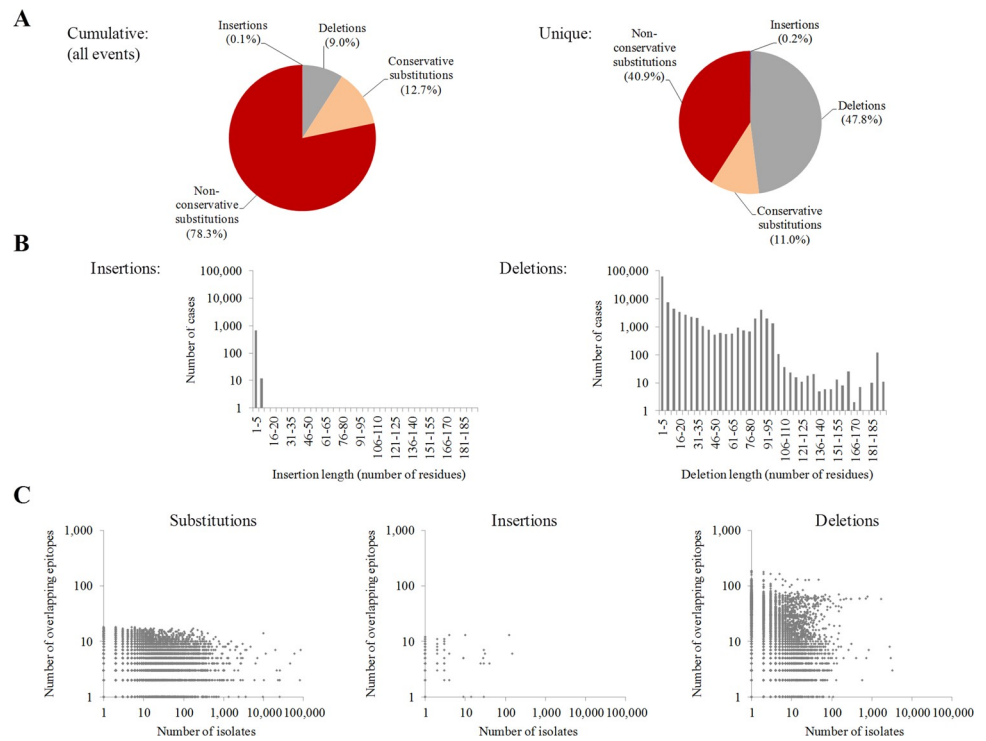 A
Cumulative:
(all events)
Insertions
(0.1%)
Deletions
(9.0%)
Conservative
substitutions
(12.7%)
Non-
conservative
substitutions
(78.3%)
Unique:
Non-
conservative
substitutions
(40.9%)
Insertions
(0.2%)
Deletions
(47.8%)
Conservative
substitutions
(11.0%)
B
Insertions:
Number of cases
100,000
10,000
1,000
100
10
1
1-5
16-20
31-35
46-50
61-65
76-80
91-95
106-110
121-125
136-140
151-155
166-170
181-185
Insertion length (number of residues)
Deletions:
Number of cases
100,000
10,000
1,000
100
10
1
1-5
16-20
31-35
46-50
61-65
76-80
91-95
106-110
121-125
136-140
151-155
166-170
181-185
Deletion length (number of residues)
C
Substitutions
Number of overlapping epitopes
1,000
100
10
1
1 10 100 1,000 10,000 100,000
Number of isolates
Insertions
Number of overlapping epitopes
1,000
100
10
1
1 10 100 1,000 10,000 100,000
Number of isolates
Deletions
Number of overlapping epitopes
1,000
100
10
1
1 10 100 1,000 10,000 100,000
Number of isolates